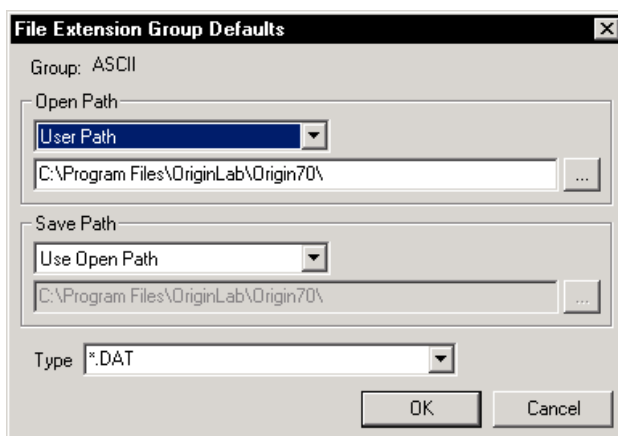 File Extension Group Defaults
Group: ASCII
Open Path
User Path
C:\Program Files\OriginLab\Origin70\
...
Save Path
Use Open Path
C:\Program Files\OriginLab\Origin70\
...
Type *.DAT
OK Cancel